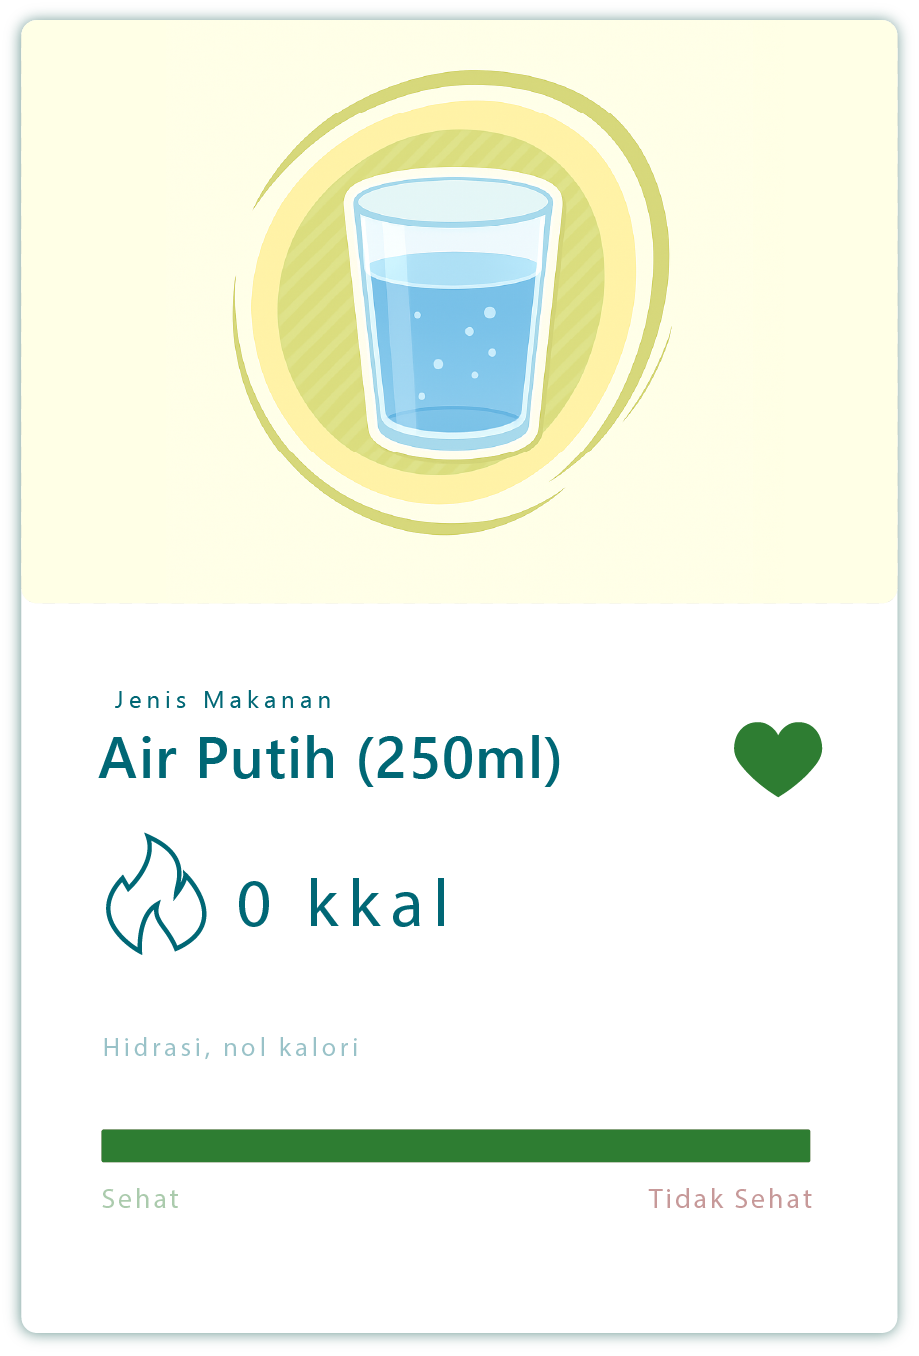 Jenis Makanan
Air Putih (250ml)
0 kkal
Hidrasi, nol kalori
Sehat
Tidak Sehat